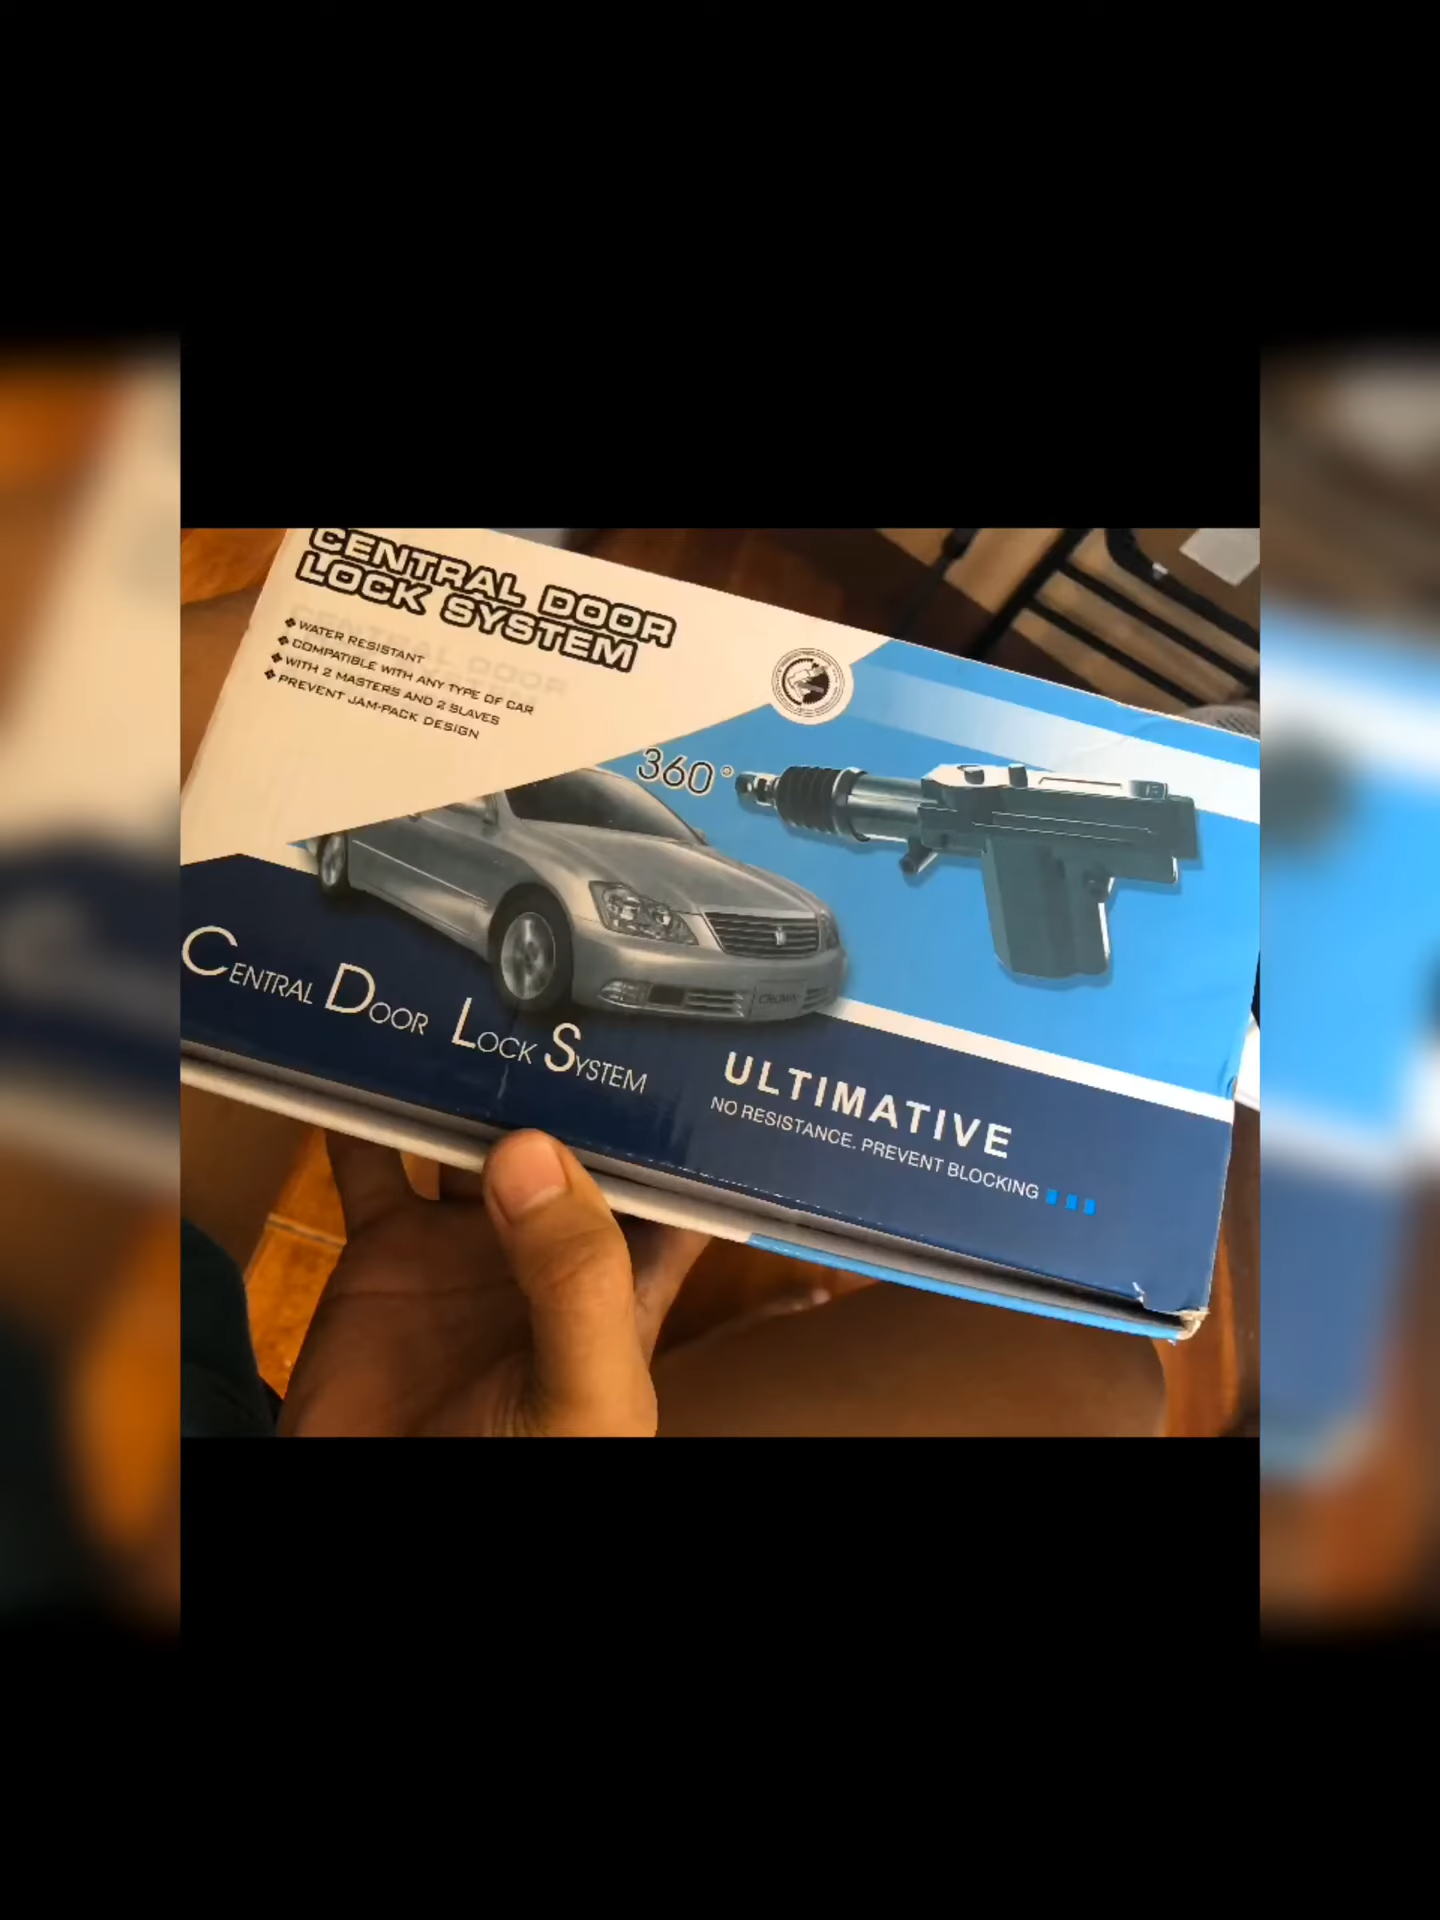 CENTRAL DOOR
LOCK SYSTEM
WATER RESISTANT
COMPATIBLE WITH ANY TYPE OF CAR
WITH 2 MASTERS AND 2 SLAVES
PREVENT JAM-PACK DESIGN
360°
CROWN
CENTRAL DOOR LOCK SYSTEM
ULTIMATIVE
NO RESISTANCE. PREVENT BLOCKING